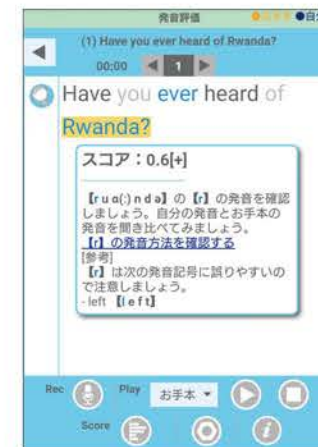 発音評価 ●自分
(1) Have you ever heard of Rwanda?
00:00 1
Have you ever heard of
Rwanda?
スコア：0.6[+]
【r u ɑ(:) n d ə】の【r】の発音を確認
しましょう。自分の発音とお手本の
発音を聞き比べてみましょう。
【r】の発音方法を確認する
[参考]
【r】は次の発音記号に誤りやすいの
で注意しましょう。
- left 【l e f t】
Rec Play お手本
Score